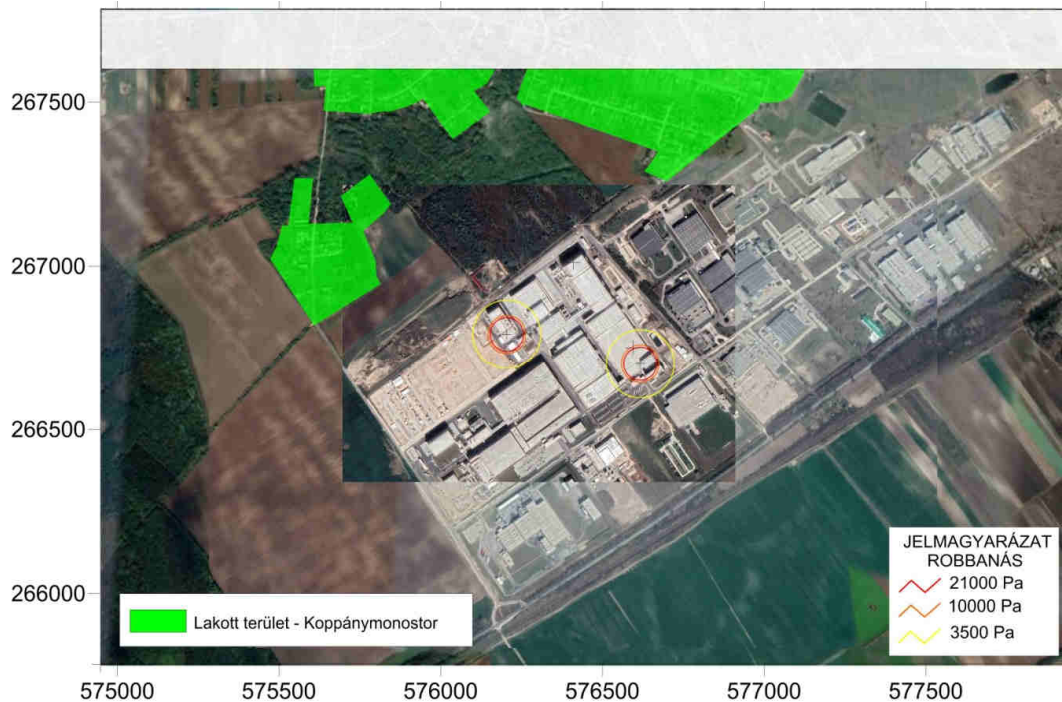 267500
267000
266500
266000
JELMAGYARÁZAT
ROBBANÁS
21000 Pa
10000 Pa
3500 Pa
Lakott terület - Koppánymonostor
575000
575500
576000
576500
577000
577500